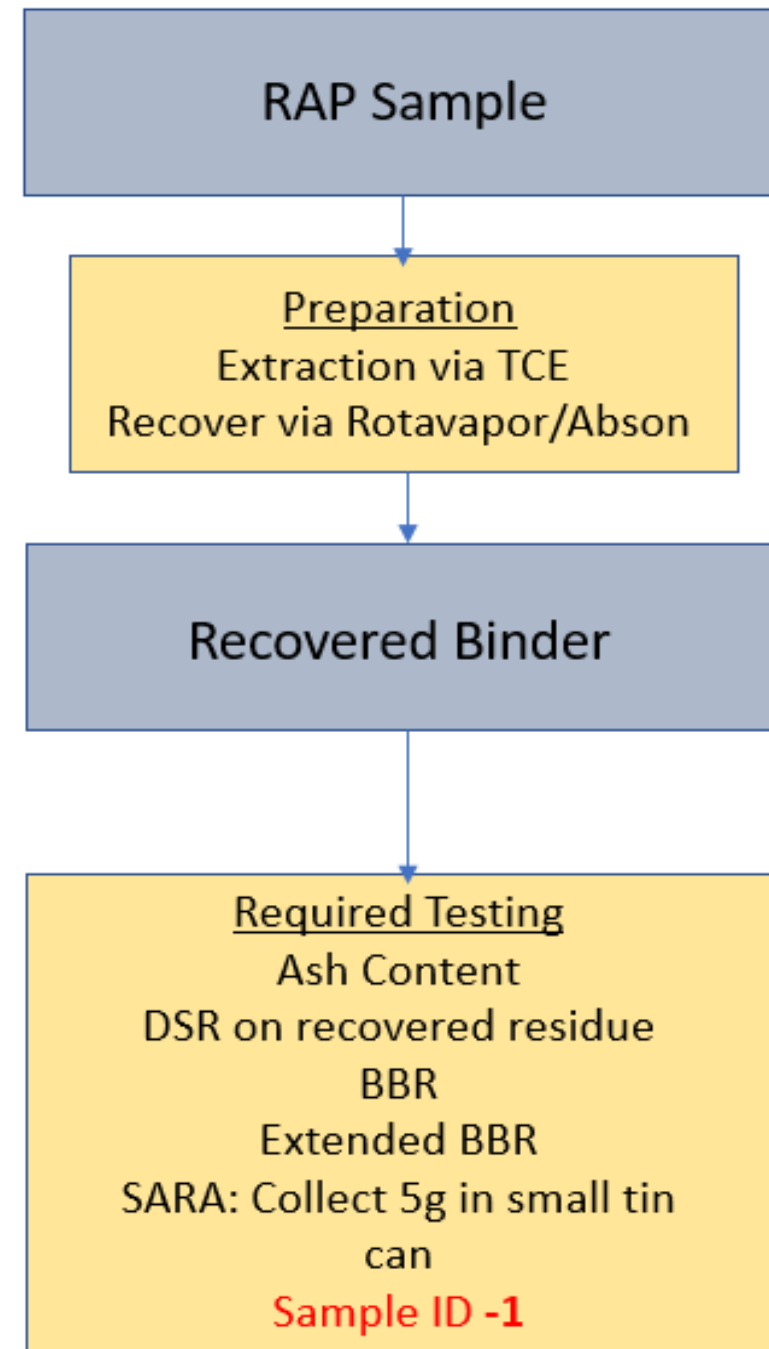 RAP Sample
Preparation
Extraction via TCE
Recover via Rotavapor/Abson
Recovered Binder
Required Testing
Ash Content
DSR on recovered residue
BBR
Extended BBR
SARA: Collect 5g in small tin
can
Sample ID -1